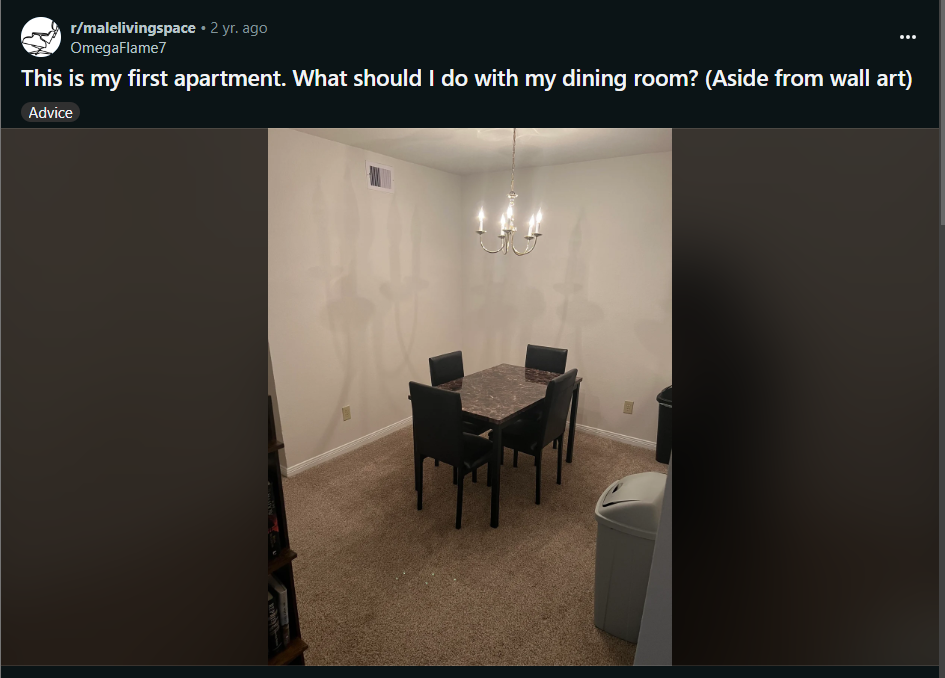 r/malelivingspace • 2 yr. ago
OmegaFlame7
This is my first apartment. What should I do with my dining room? (Aside from wall art)
Advice